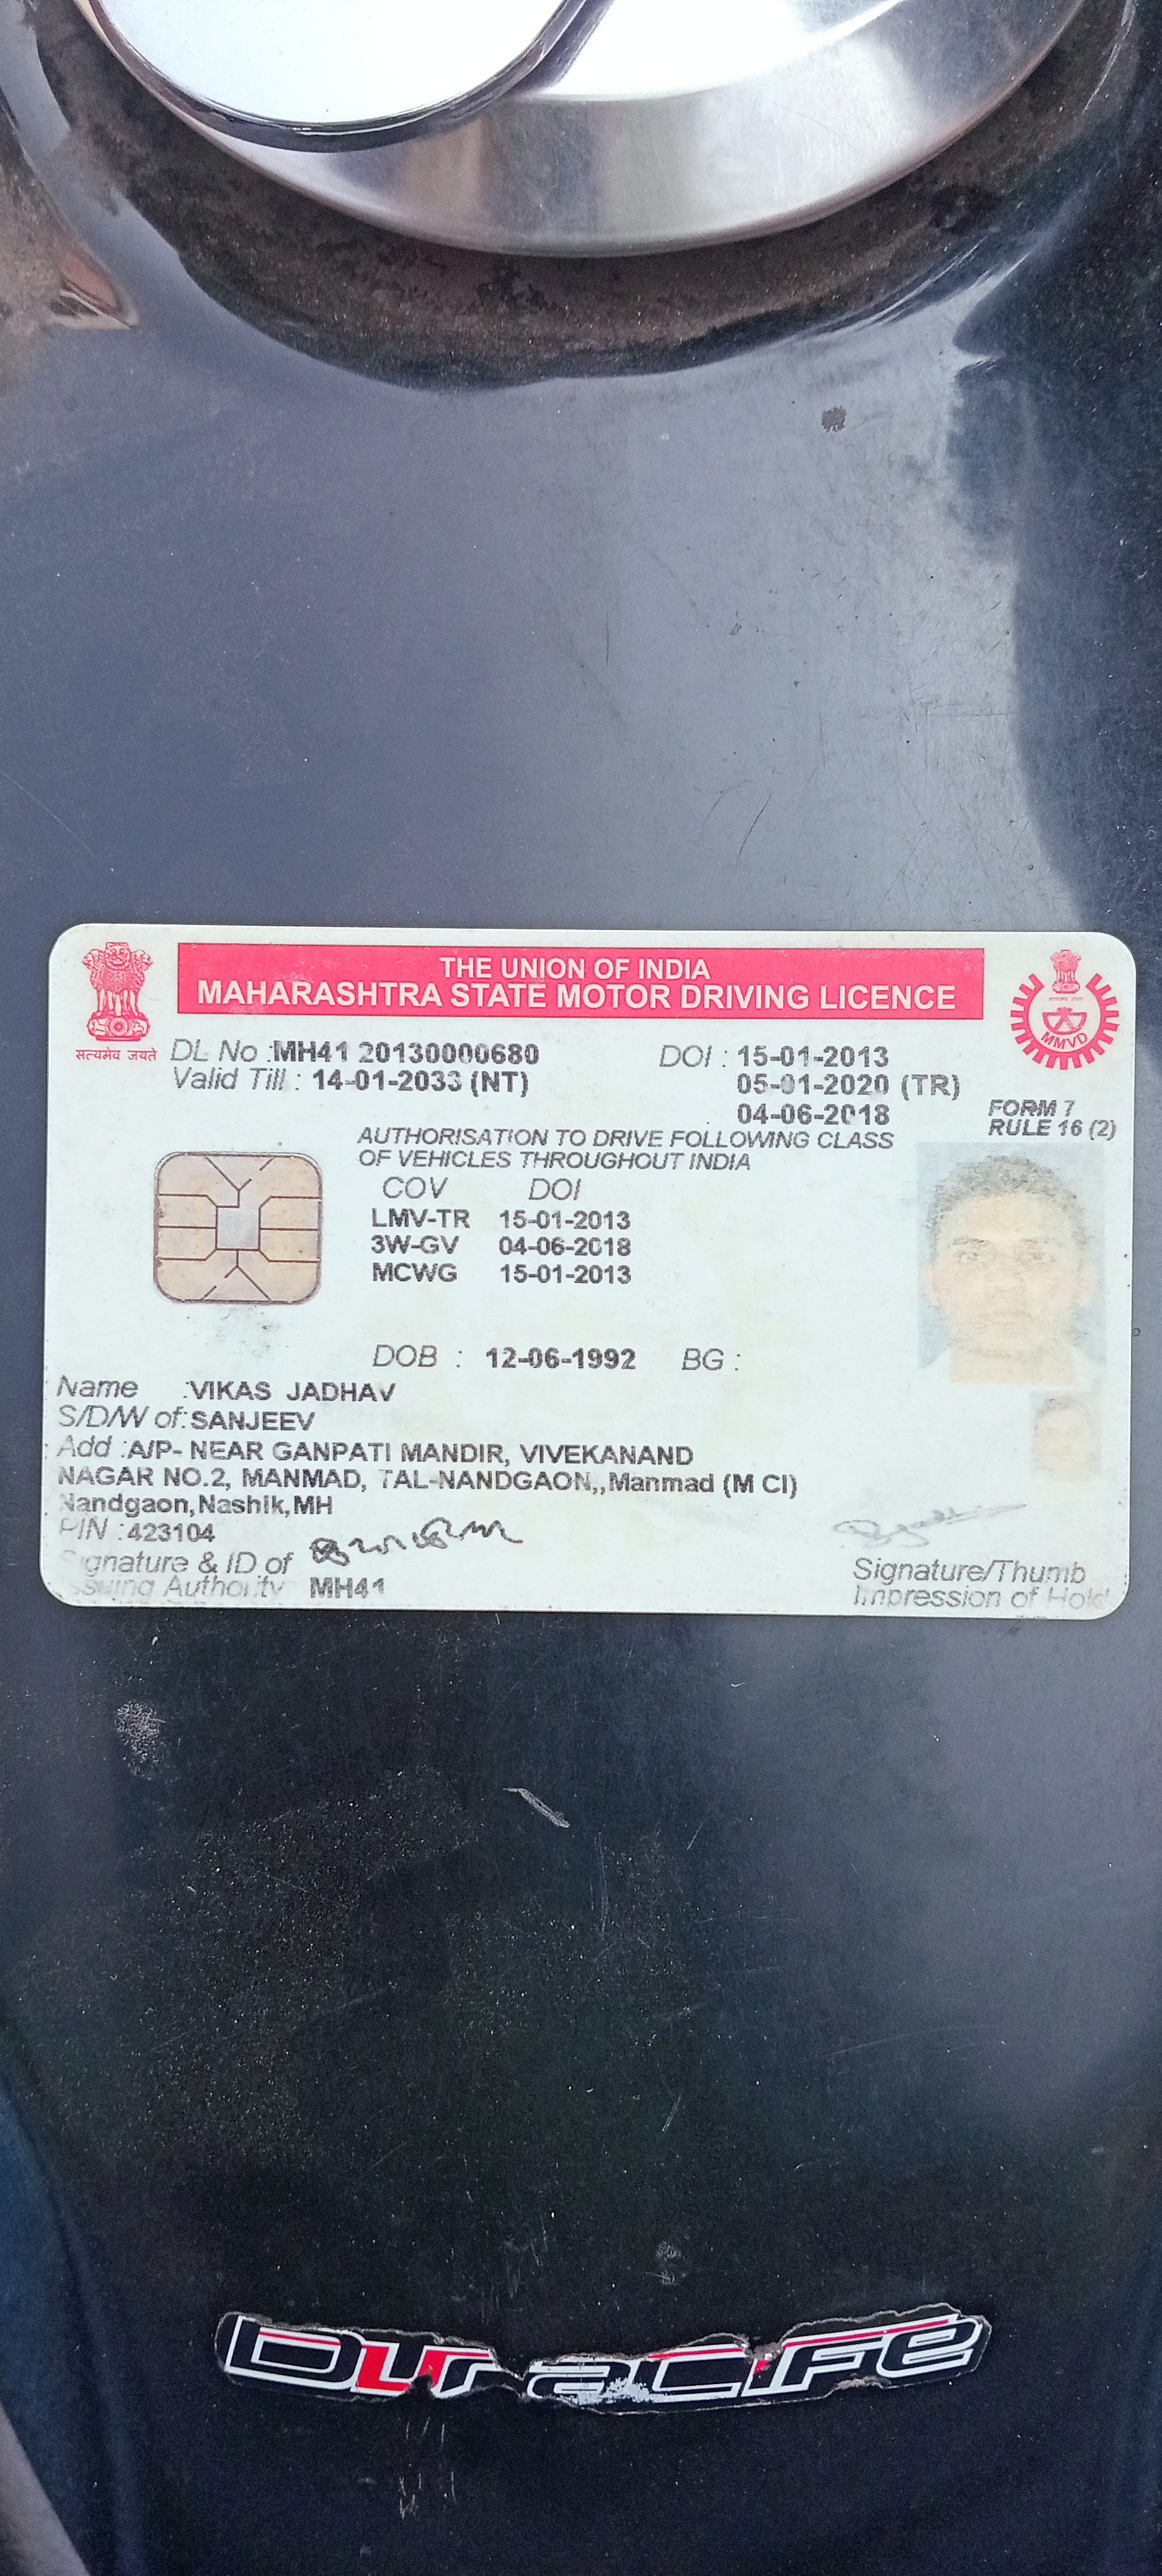 THE UNION OF INDIA
MAHARASHTRA STATE MOTOR DRIVING LICENCE
सत्यमेव जयते
MMVD
DL No :MH41 20130000680 DOI : 15-01-2013
Valid Till : 14-01-2033 (NT) 05-01-2020 (TR)
04-06-2018
FORM 7
RULE 16 (2)
AUTHORISATION TO DRIVE FOLLOWING CLASS
OF VEHICLES THROUGHOUT INDIA
COV DOI
LMV-TR 15-01-2013
3W-GV 04-06-2018
MCWG 15-01-2013
DOB : 12-06-1992 BG :
Name :VIKAS JADHAV
S/D/W of:SANJEEV
Add :A/P- NEAR GANPATI MANDIR, VIVEKANAND
NAGAR NO.2, MANMAD, TAL-NANDGAON,,Manmad (M Cl)
Nandgaon,Nashik,MH
PIN :423104
Signature & ID of
Issuing Authority MH41
Signature/Thumb
Impression of Hold
DuraLife